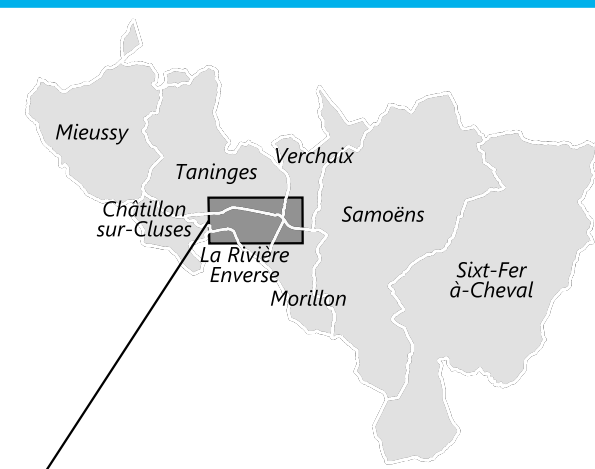 Mieussy
Verchaix
Taninges
Châtillon
sur-Cluses
Samoëns
La Rivière
Enverse
Sixt-Fer
à-Cheval
Morillon